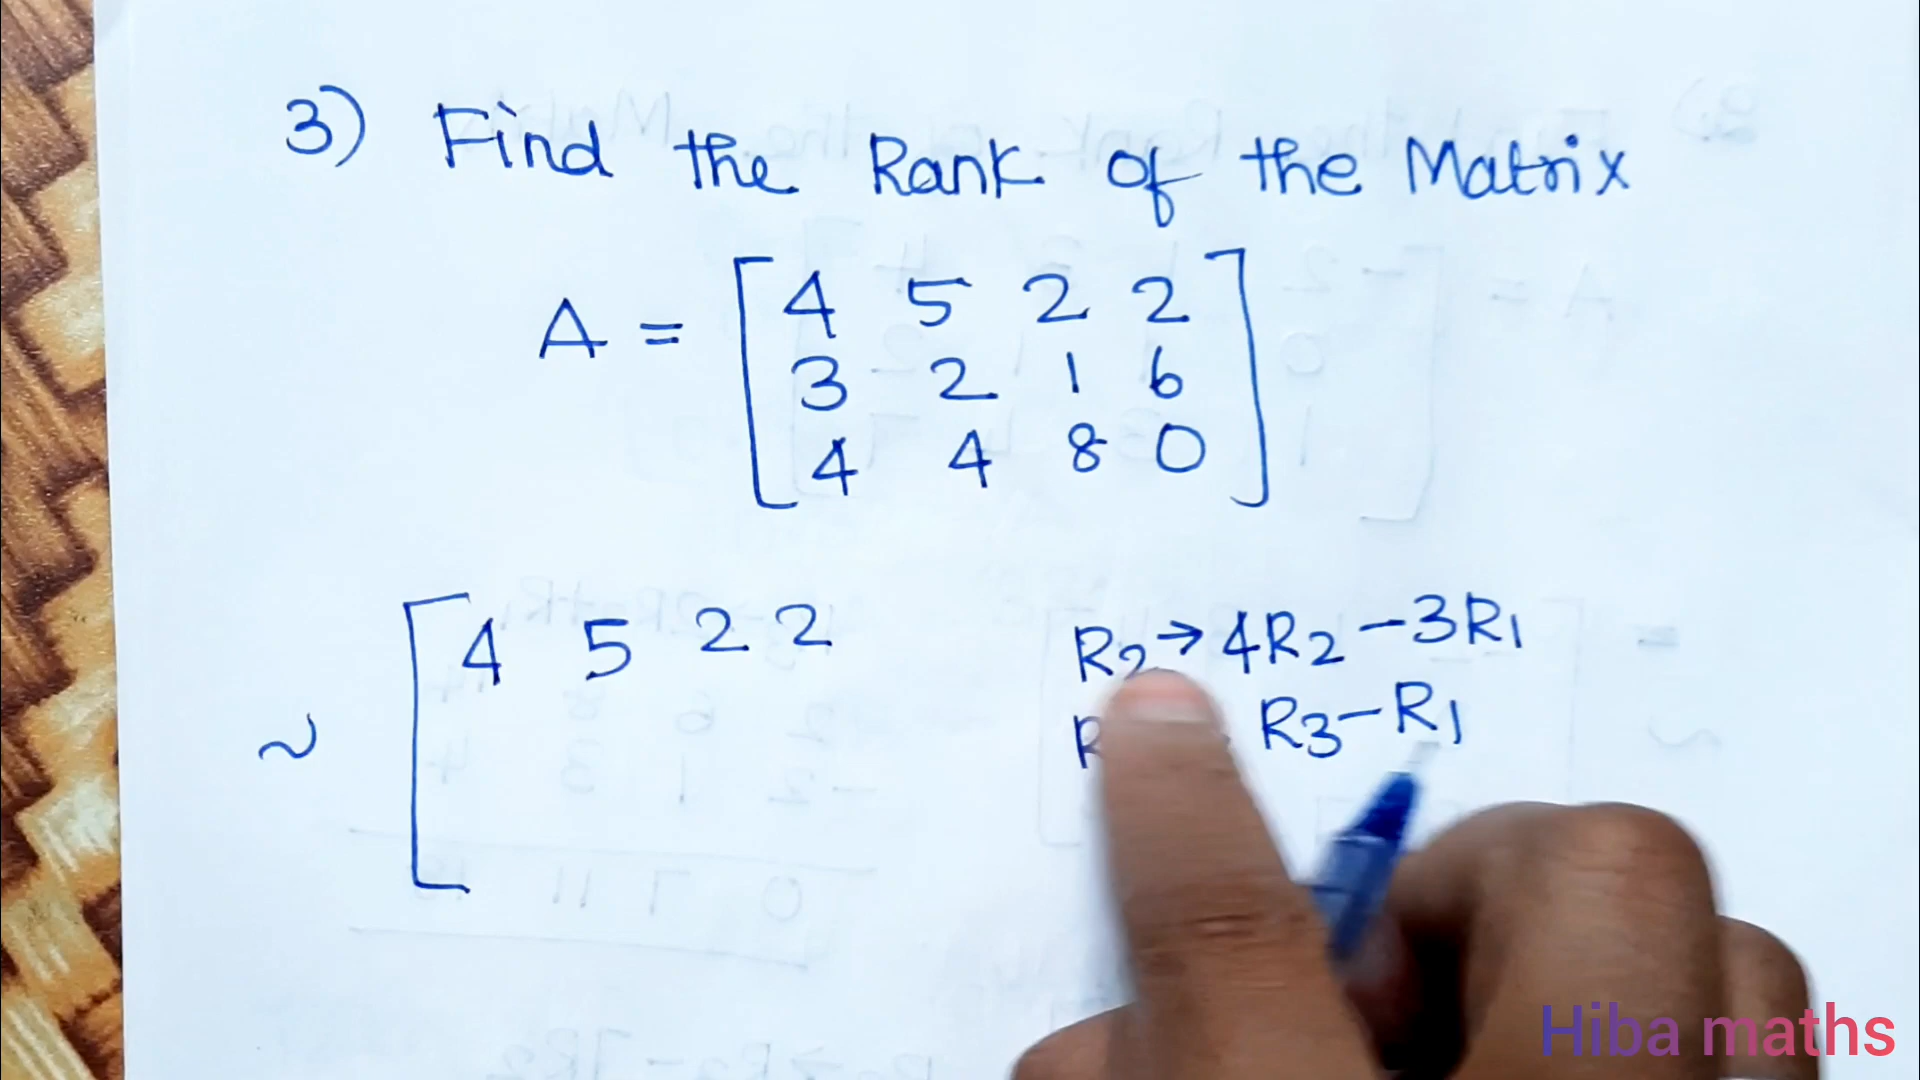 3) Find the Rank of the Matrix
A = [4 5 2 2
3 2 1 6
4 4 8 0]
~ [4 5 2 2
R2 → 4R2 - 3R1
R3 - R1
Hiba maths